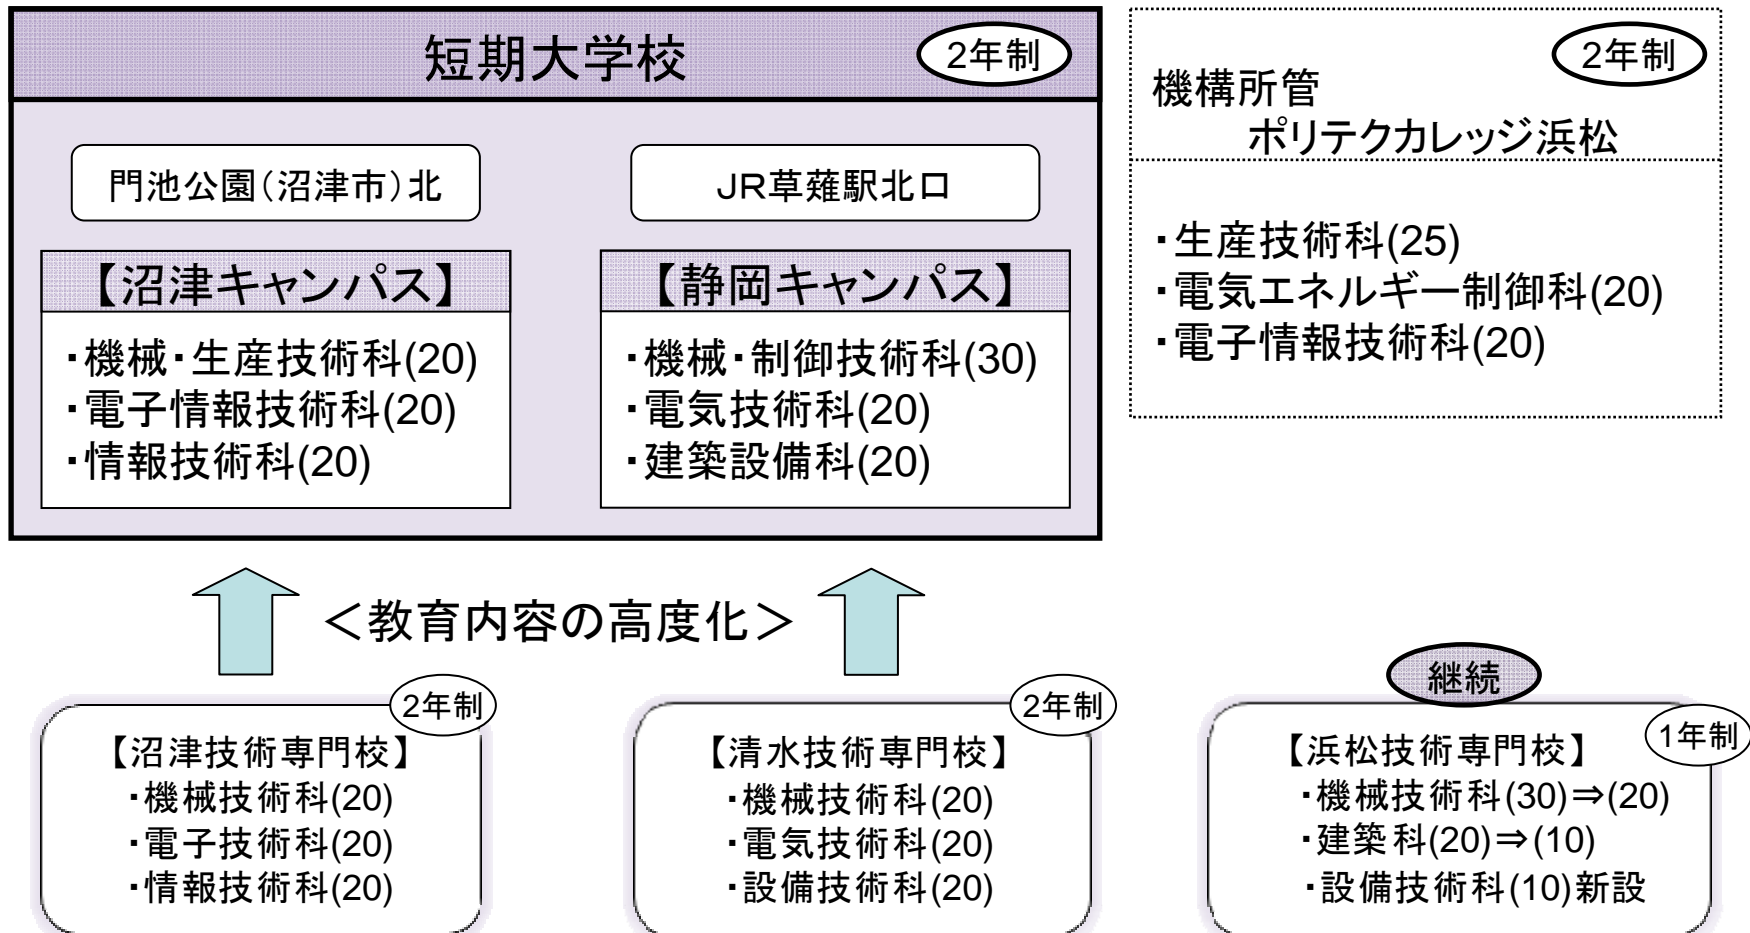 短期大学校
2年制
門池公園(沼津市)北
JR草薙駅北口
【沼津キャンパス】
・機械・生産技術科(20)
・電子情報技術科(20)
・情報技術科(20)
【静岡キャンパス】
・機械・制御技術科(30)
・電気技術科(20)
・建築設備科(20)
2年制
機構所管
ポリテクカレッジ浜松
・生産技術科(25)
・電気エネルギー制御科(20)
・電子情報技術科(20)
＜教育内容の高度化＞
2年制
【沼津技術専門校】
・機械技術科(20)
・電子技術科(20)
・情報技術科(20)
2年制
【清水技術専門校】
・機械技術科(20)
・電気技術科(20)
・設備技術科(20)
継続
1年制
【浜松技術専門校】
・機械技術科(30)⇒(20)
・建築科(20)⇒(10)
・設備技術科(10)新設